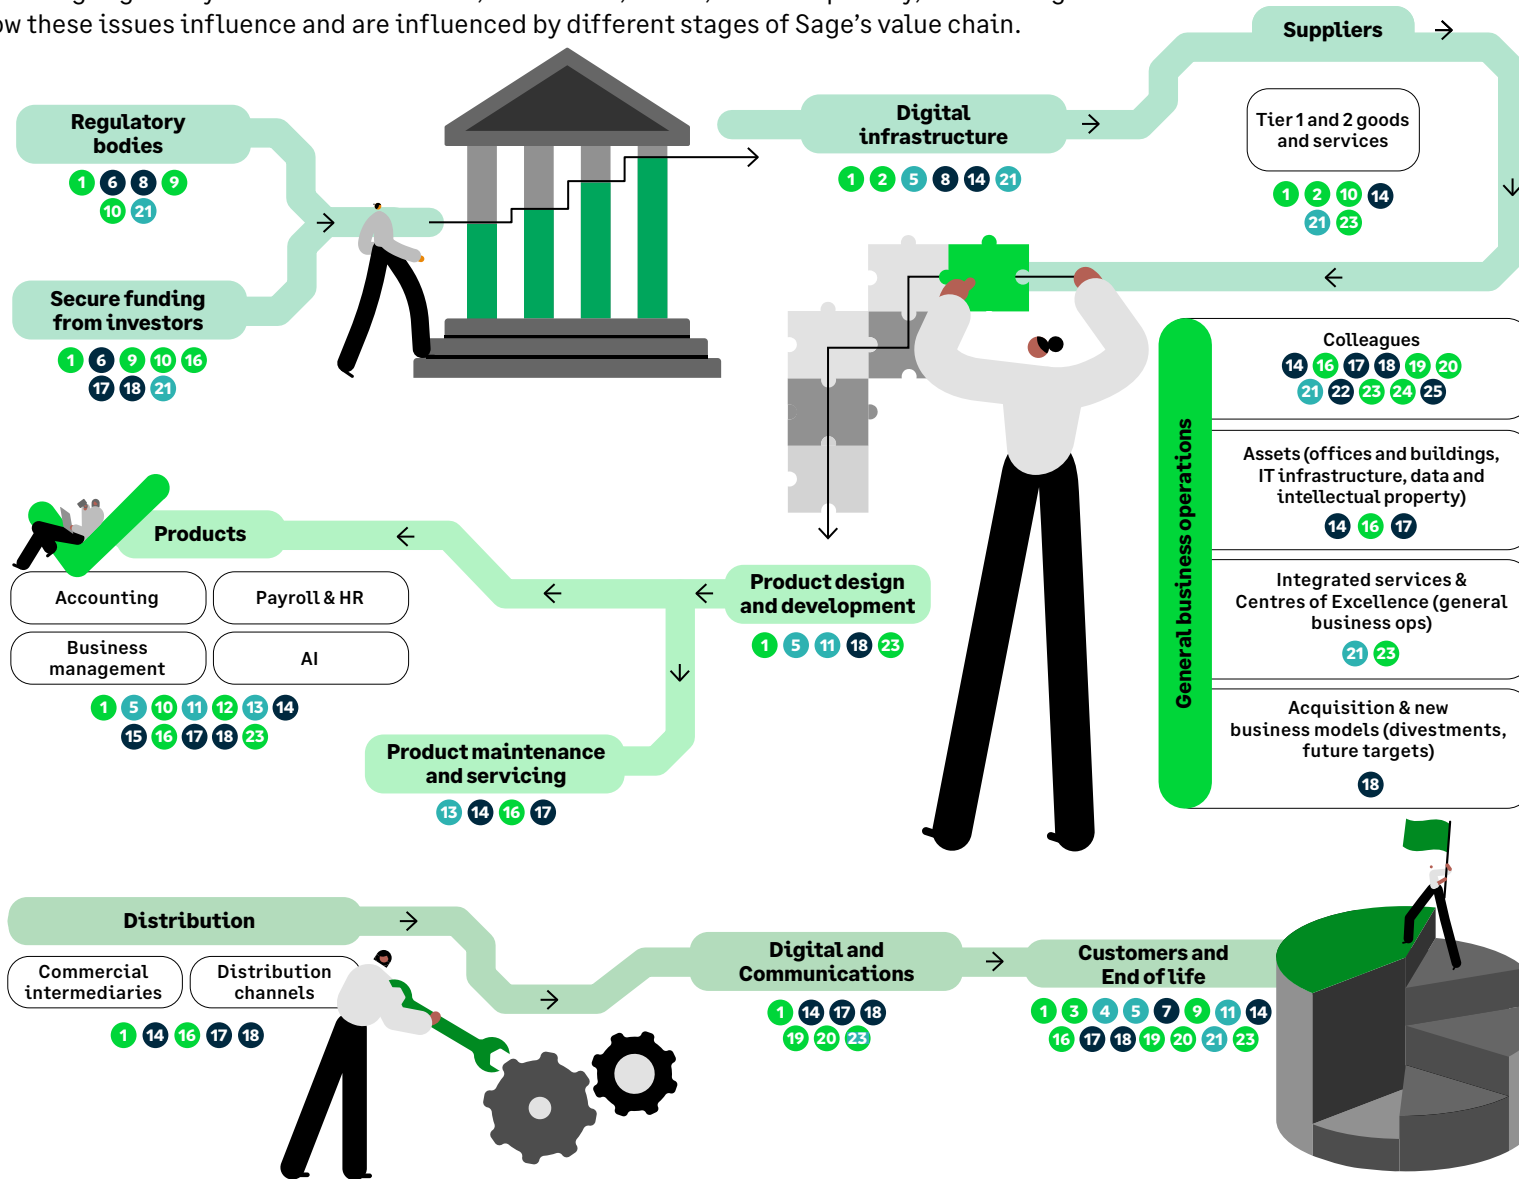 ow these issues influence and are influenced by different stages of Sage's value chain.
Regulatory
bodies
1 6 8 9
10 21
Secure funding
from investors
1 6 9 10 16
17 18 21
Digital
infrastructure
1 2 5 8 14 21
Suppliers
Tier 1 and 2 goods
and services
1 2 10 14
21 23
General business operations
Colleagues
14 16 17 18 19 20
21 22 23 24 25
Assets (offices and buildings,
IT infrastructure, data and
intellectual property)
14 16 17
Integrated services &
Centres of Excellence (general
business ops)
21 23
Acquisition & new
business models (divestments,
future targets)
18
Product design
and development
1 5 11 18 23
Products
Accounting
Payroll & HR
Business
management
AI
1 5 10 11 12 13 14
15 16 17 18 23
Product maintenance
and servicing
13 14 16 17
Distribution
Commercial
intermediaries
Distribution
channels
1 14 16 17 18
Digital and
Communications
1 14 17 18
19 20 23
Customers and
End of life
1 3 4 5 7 9 11 14
16 17 18 19 20 21 23